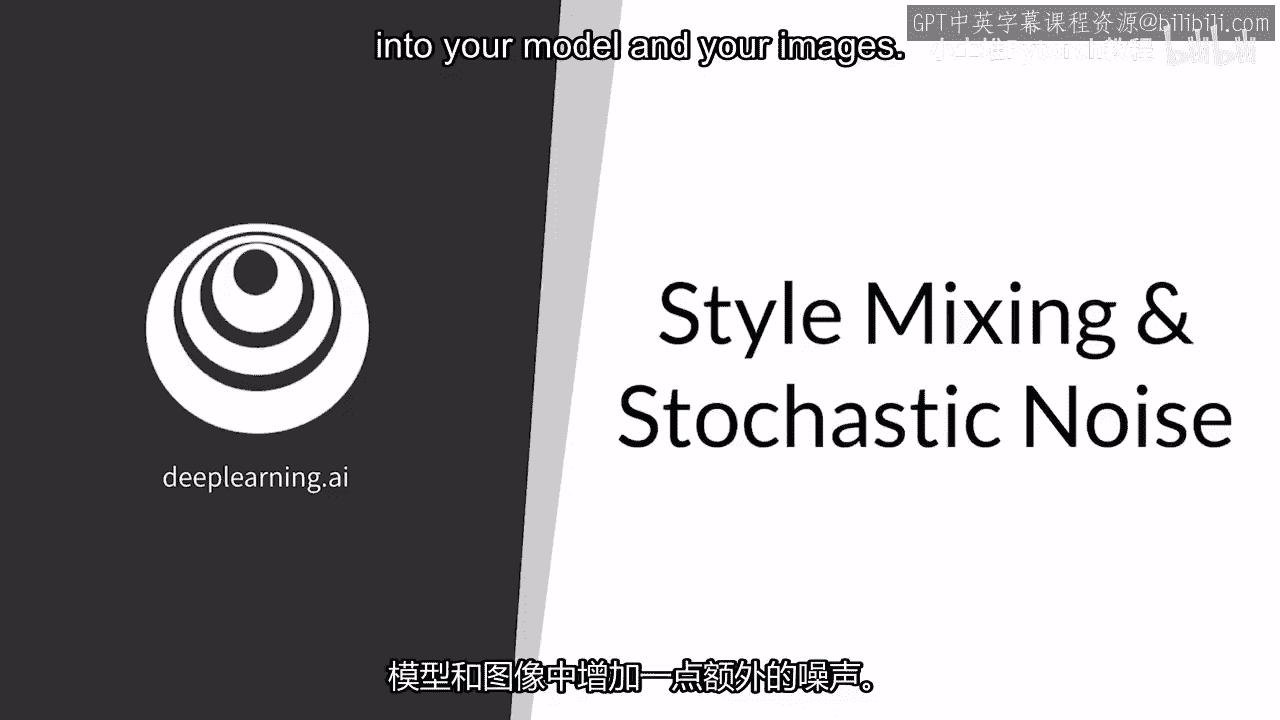 GPT中英字幕课程资源@bilibili.com
into your model and your images.
bilibili
Style Mixing &
Stochastic Noise
deeplearning.ai
模型和图像中增加一点额外的噪声。